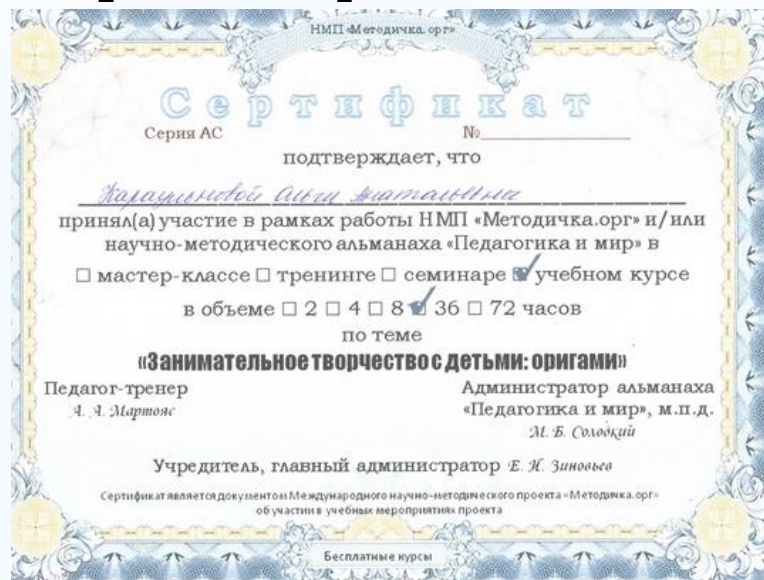 НМП «Методичка.орг»
Сертификат
Серия АС №
подтверждает, что
Ольги Анатольевна
принял(а) участие в рамках работы НМП «Методичка.орг» и/или
научно-методического альманаха «Педагогика и мир» в
☐ мастер-классе ☐ тренинге ☐ семинаре ☑ учебном курсе
в объеме ☐ 2 ☐ 4 ☐ 8 ☑ 36 ☐ 72 часов
по теме
«Занимательное творчество с детьми: оригами»
Педагог-тренер
А. А. Мартояс
Администратор альманаха
«Педагогика и мир», м.п.д.
М. Б. Солодкий
Учредитель, главный администратор Е. Н. Зиновьев
Сертификат является документом Международного научно-методического проекта «Методичка.орг»
об участии в учебных мероприятиях проекта
Бесплатные курсы